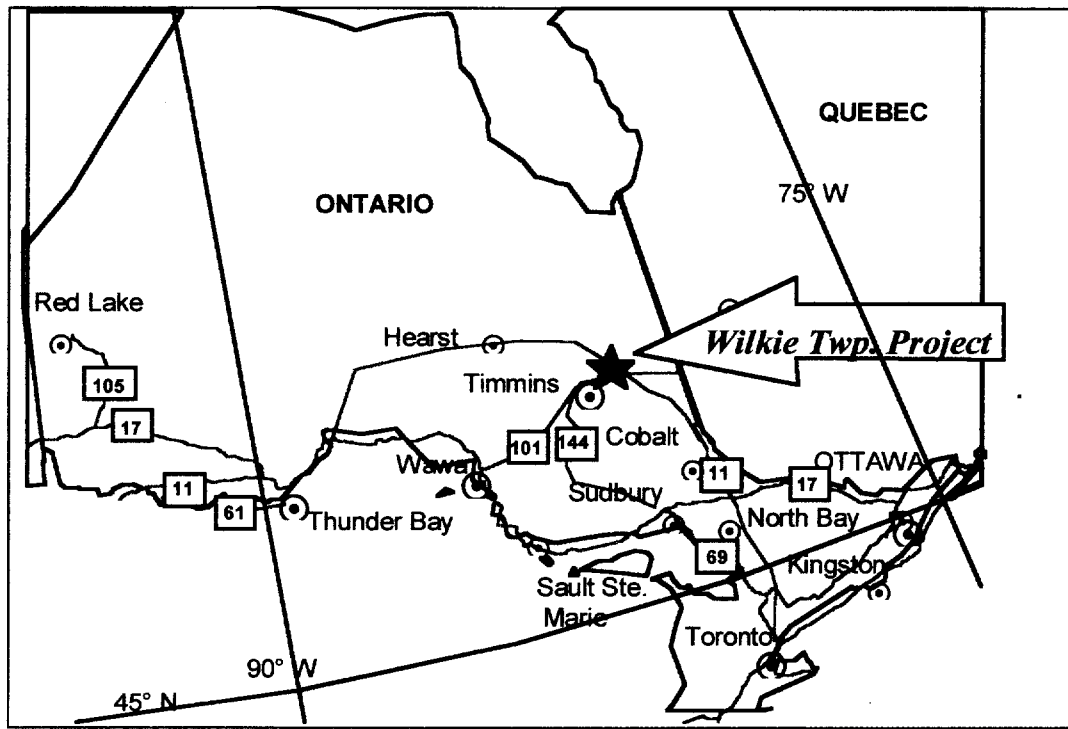 QUEBEC
75° W
ONTARIO
Red Lake
Hearst
Wilkie Twp. Project
105
Timmins
17
101
144
Cobalt
Wawa
11
OTTAWA
17
11
Sudbury
61
Thunder Bay
North Bay
69
Kingston
Sault Ste.
Marie
Toronto
90° W
45° N